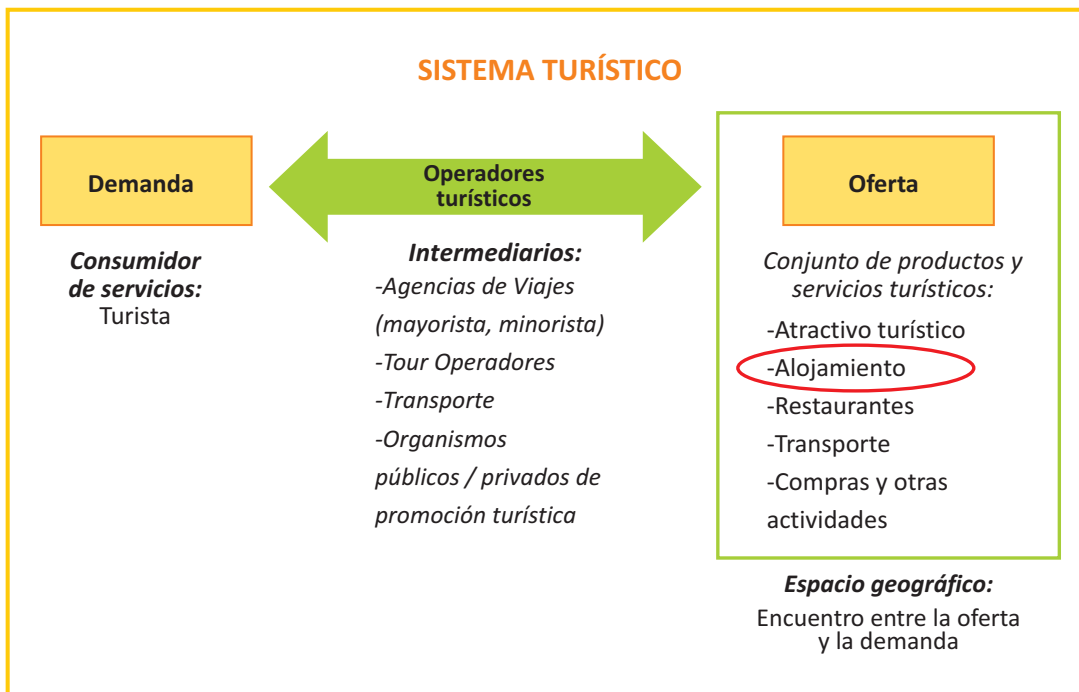 SISTEMA TURÍSTICO
Demanda
Consumidor
de servicios:
Turista
Operadores
turísticos
Intermediarios:
-Agencias de Viajes
(mayorista, minorista)
-Tour Operadores
-Transporte
-Organismos
públicos / privados de
promoción turística
Oferta
Conjunto de productos y
servicios turísticos:
-Atractivo turístico
-Alojamiento
-Restaurantes
-Transporte
-Compras y otras
actividades
Espacio geográfico:
Encuentro entre la oferta
y la demanda